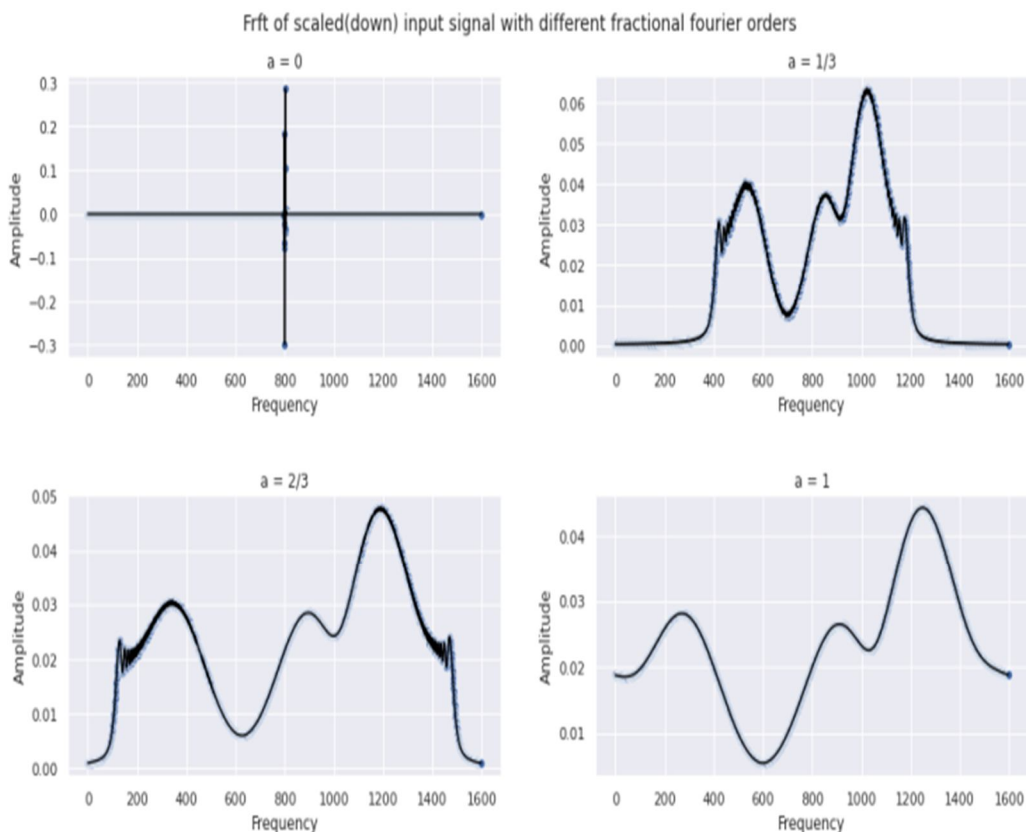 Frft of scaled(down) input signal with different fractional fourier orders
a = 0
0.3
0.2
0.1
0.0
−0.1
−0.2
−0.3
Amplitude
0 200 400 600 800 1000 1200 1400 1600
Frequency
a = 1/3
0.06
0.05
0.04
0.03
0.02
0.01
0.00
Amplitude
0 200 400 600 800 1000 1200 1400 1600
Frequency
a = 2/3
0.05
0.04
0.03
0.02
0.01
0.00
Amplitude
0 200 400 600 800 1000 1200 1400 1600
Frequency
a = 1
0.04
0.03
0.02
0.01
Amplitude
0 200 400 600 800 1000 1200 1400 1600
Frequency